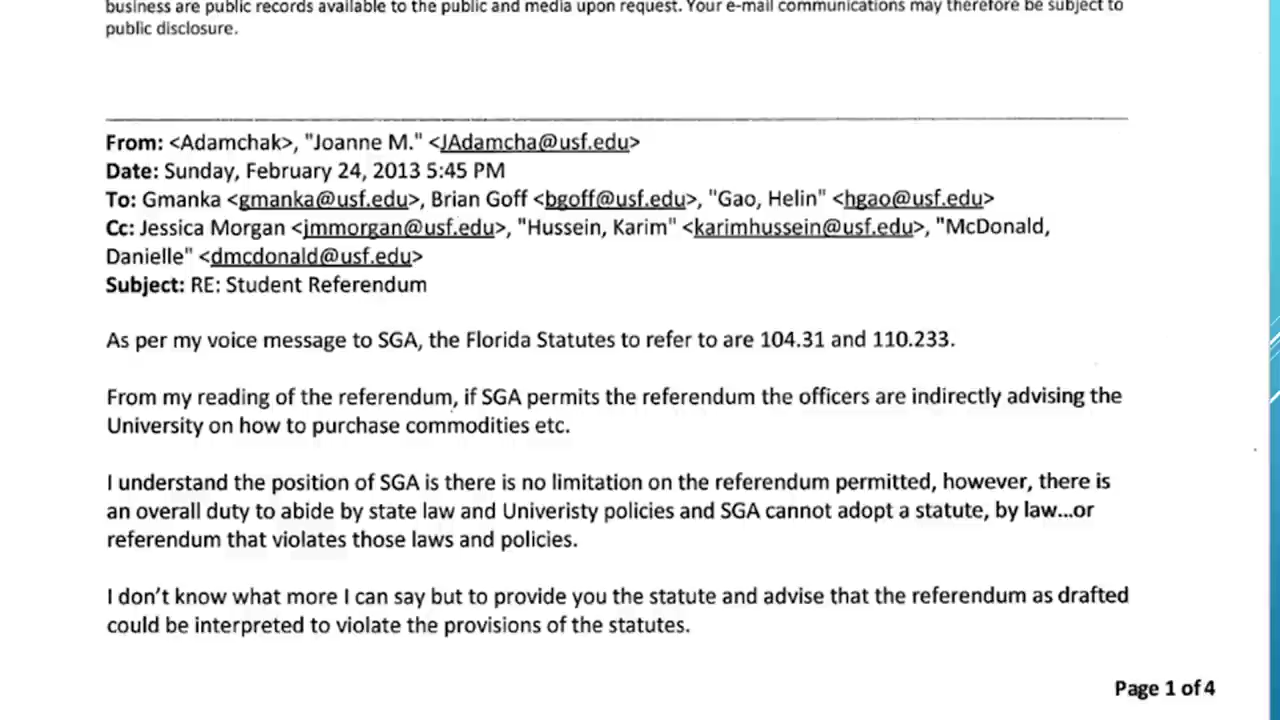 business are public records available to the public and media upon request. Your e-mail communications may therefore be subject to
public disclosure.
From: <Adamchak>, "Joanne M." <JAdamcha@usf.edu>
Date: Sunday, February 24, 2013 5:45 PM
To: Gmanka <gmanka@usf.edu>, Brian Goff <bgoff@usf.edu>, "Gao, Helin" <hgao@usf.edu>
Cc: Jessica Morgan <jmmorgan@usf.edu>, "Hussein, Karim" <karimhussein@usf.edu>, "McDonald,
Danielle" <dmcdonald@usf.edu>
Subject: RE: Student Referendum
As per my voice message to SGA, the Florida Statutes to refer to are 104.31 and 110.233.
From my reading of the referendum, if SGA permits the referendum the officers are indirectly advising the
University on how to purchase commodities etc.
I understand the position of SGA is there is no limitation on the referendum permitted, however, there is
an overall duty to abide by state law and Univeristy policies and SGA cannot adopt a statute, by law...or
referendum that violates those laws and policies.
I don't know what more I can say but to provide you the statute and advise that the referendum as drafted
could be interpreted to violate the provisions of the statutes.
Page 1 of 4